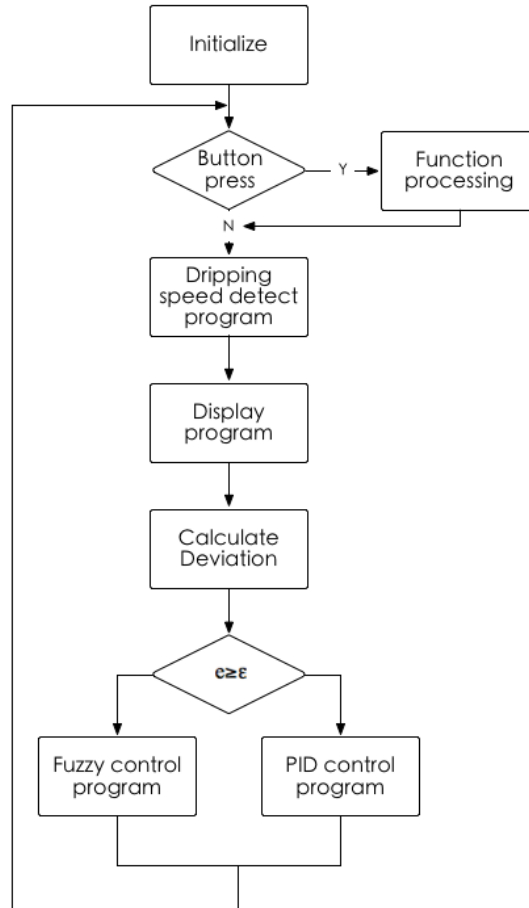 Initialize
Button
press
Y
Function
processing
N
Dripping
speed detect
program
Display
program
Calculate
Deviation
e≥ε
Fuzzy control
program
PID control
program